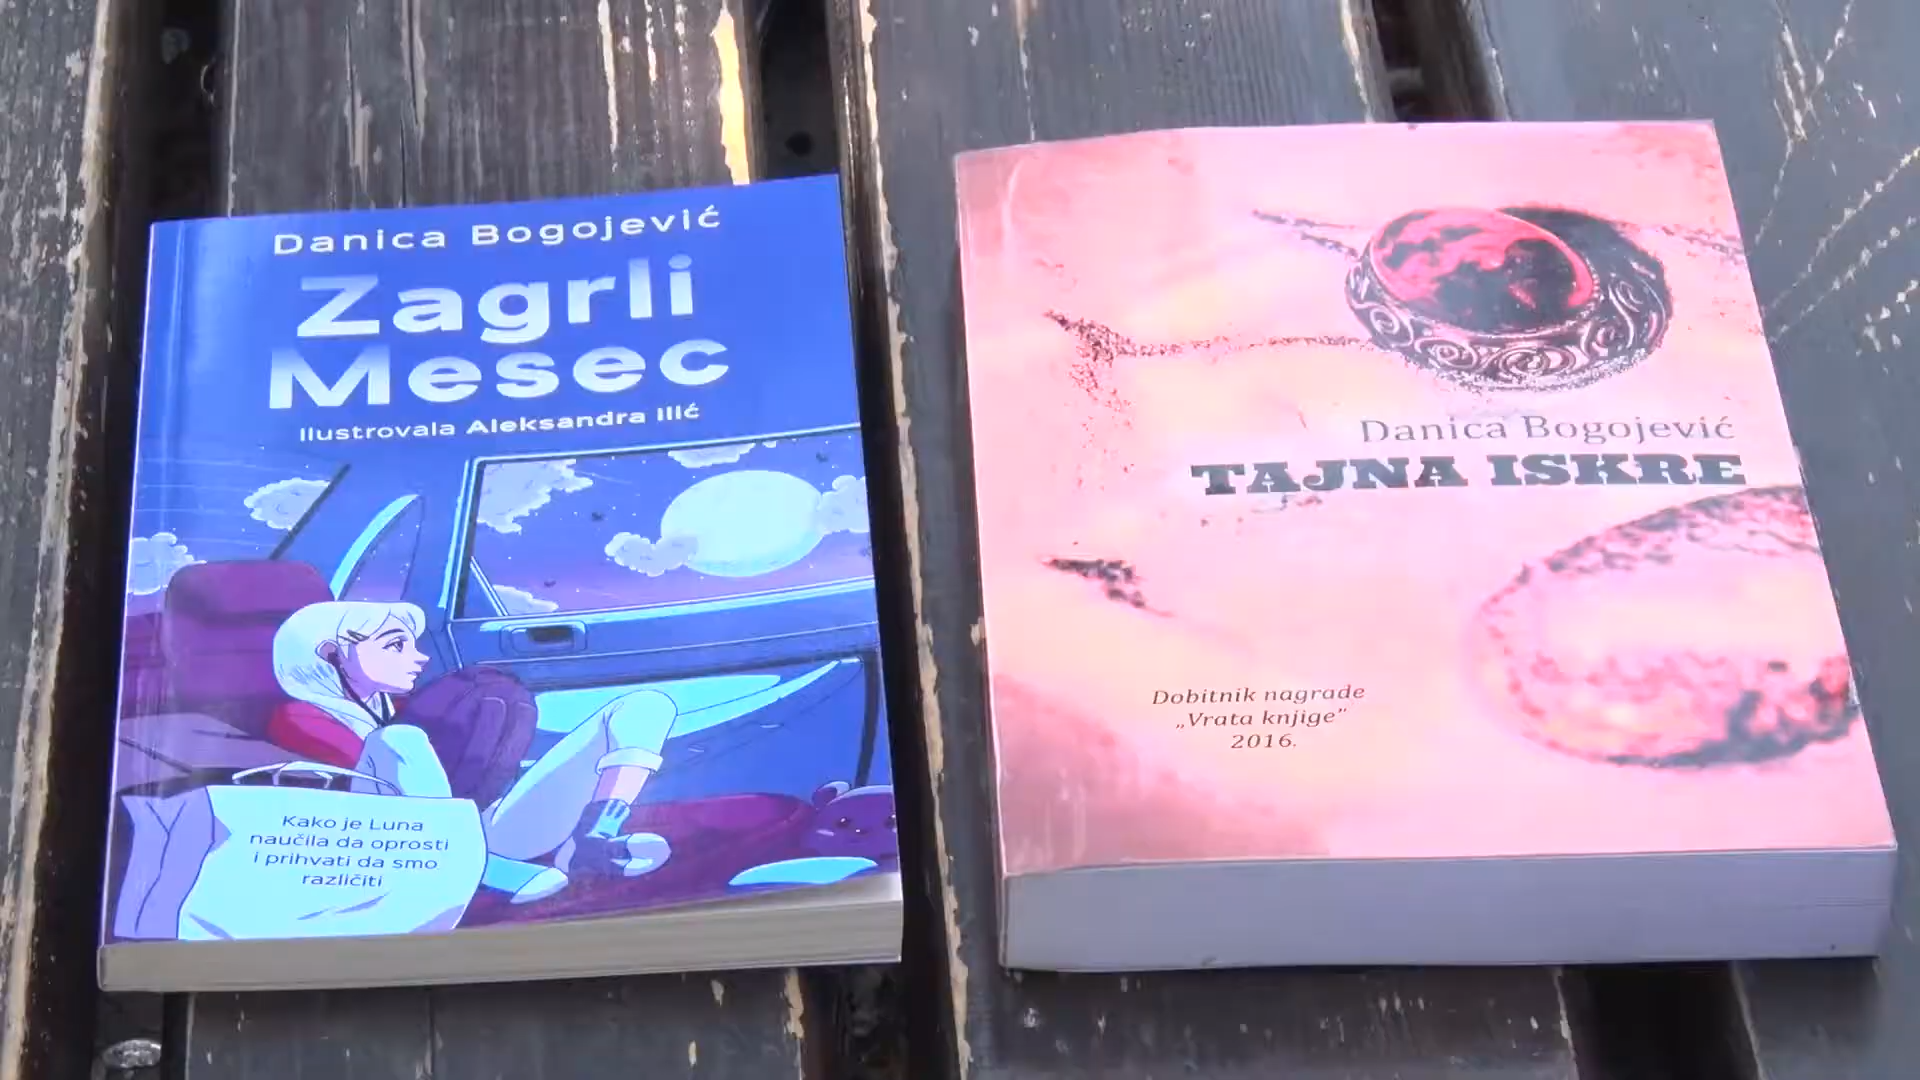 Danica Bogojević
Zagrli
Mesec
Ilustrovala Aleksandra Ilić
Kako je Luna
naučila da oprosti
i prihvati da smo
različiti
Danica Bogojević
TAJNA ISKRE
Dobitnik nagrade
„Vrata knjige”
2016.